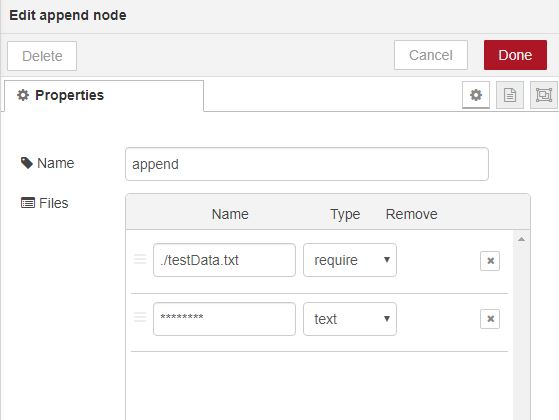 Edit append node
Delete
Cancel
Done
Properties
Name
append
Files
Name Type Remove
./testData.txt require
******** text